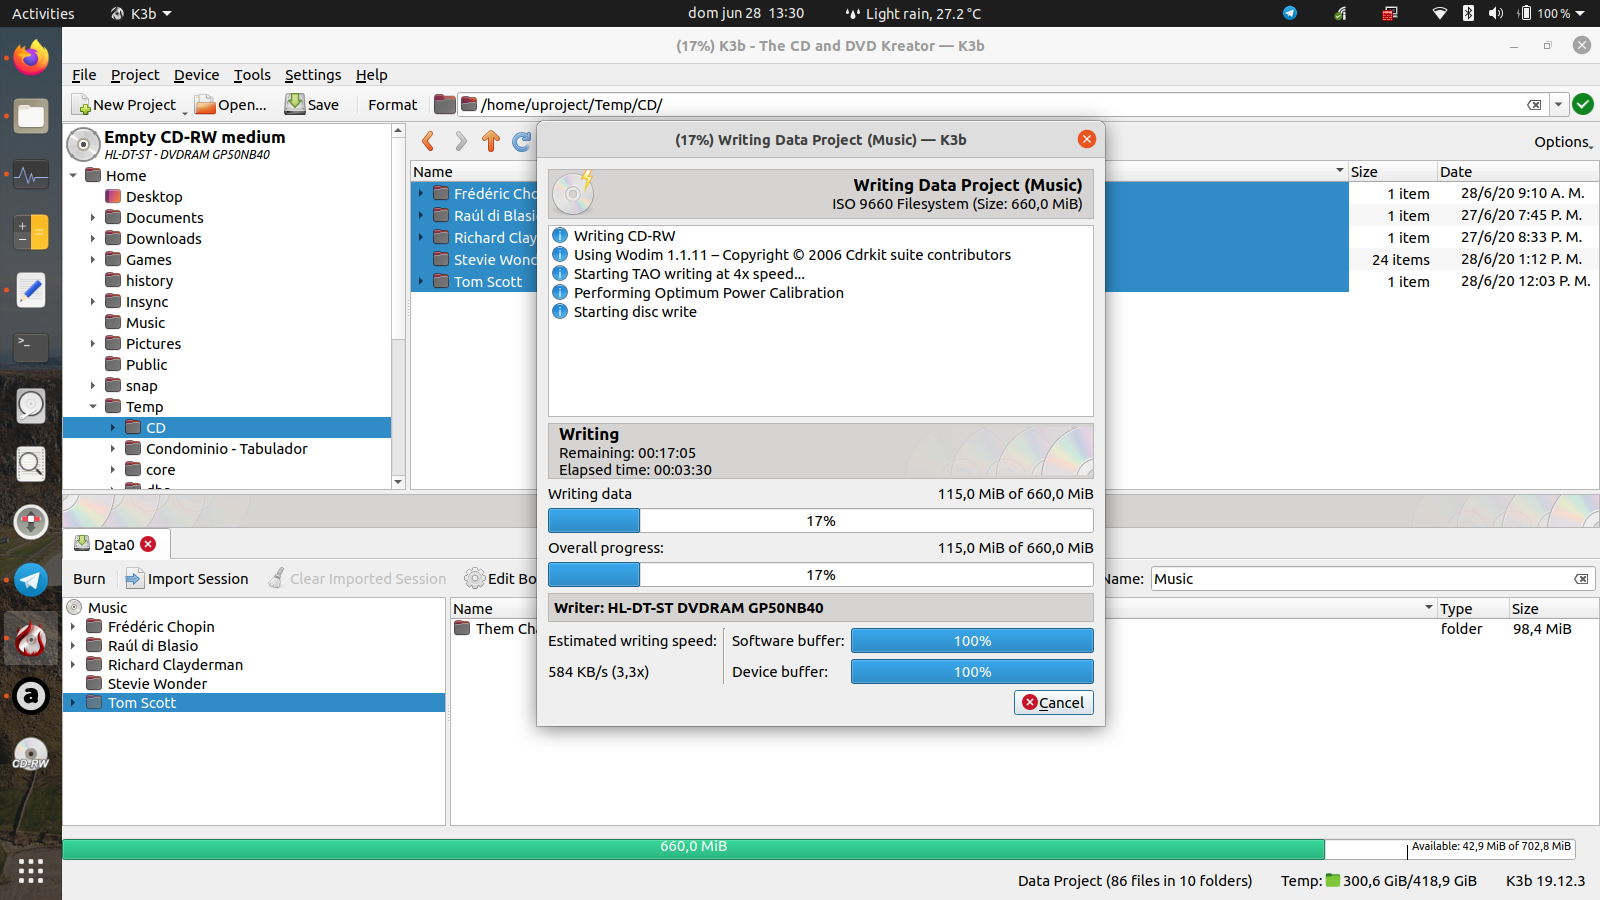 Activities
K3b
dom jun 28 13:30
Light rain, 27.2 °C
100 %
(17%) K3b - The CD and DVD Kreator — K3b
File Project Device Tools Settings Help
New Project Open... Save Format /home/uproject/Temp/CD/
Empty CD-RW medium
HL-DT-ST - DVDRAM GP50NB40
Home
Desktop
Documents
Downloads
Games
history
Insync
Music
Pictures
Public
snap
Temp
CD
Condominio - Tabulador
core
Options
Name Size Date
Frédéric Cho 1 item 28/6/20 9:10 A. M.
Raúl di Blasi 1 item 27/6/20 7:45 P. M.
Richard Clay 1 item 27/6/20 8:33 P. M.
Stevie Wond 24 items 28/6/20 1:12 P. M.
Tom Scott 1 item 28/6/20 12:03 P. M.
(17%) Writing Data Project (Music) — K3b
Writing Data Project (Music)
ISO 9660 Filesystem (Size: 660,0 MiB)
Writing CD-RW
Using Wodim 1.1.11 – Copyright © 2006 Cdrkit suite contributors
Starting TAO writing at 4x speed...
Performing Optimum Power Calibration
Starting disc write
Writing
Remaining: 00:17:05
Elapsed time: 00:03:30
Writing data 115,0 MiB of 660,0 MiB
17%
Overall progress: 115,0 MiB of 660,0 MiB
17%
Writer: HL-DT-ST DVDRAM GP50NB40
Estimated writing speed: Software buffer: 100%
584 KB/s (3,3x) Device buffer: 100%
Cancel
Data0
Burn Import Session Clear Imported Session Edit Bo
Name: Music
Music
Frédéric Chopin
Raúl di Blasio
Richard Clayderman
Stevie Wonder
Tom Scott
Name Type Size
Them Cha folder 98,4 MiB
CD-RW
660,0 MiB
Available: 42,9 MiB of 702,8 MiB
Data Project (86 files in 10 folders) Temp: 300,6 GiB/418,9 GiB K3b 19.12.3